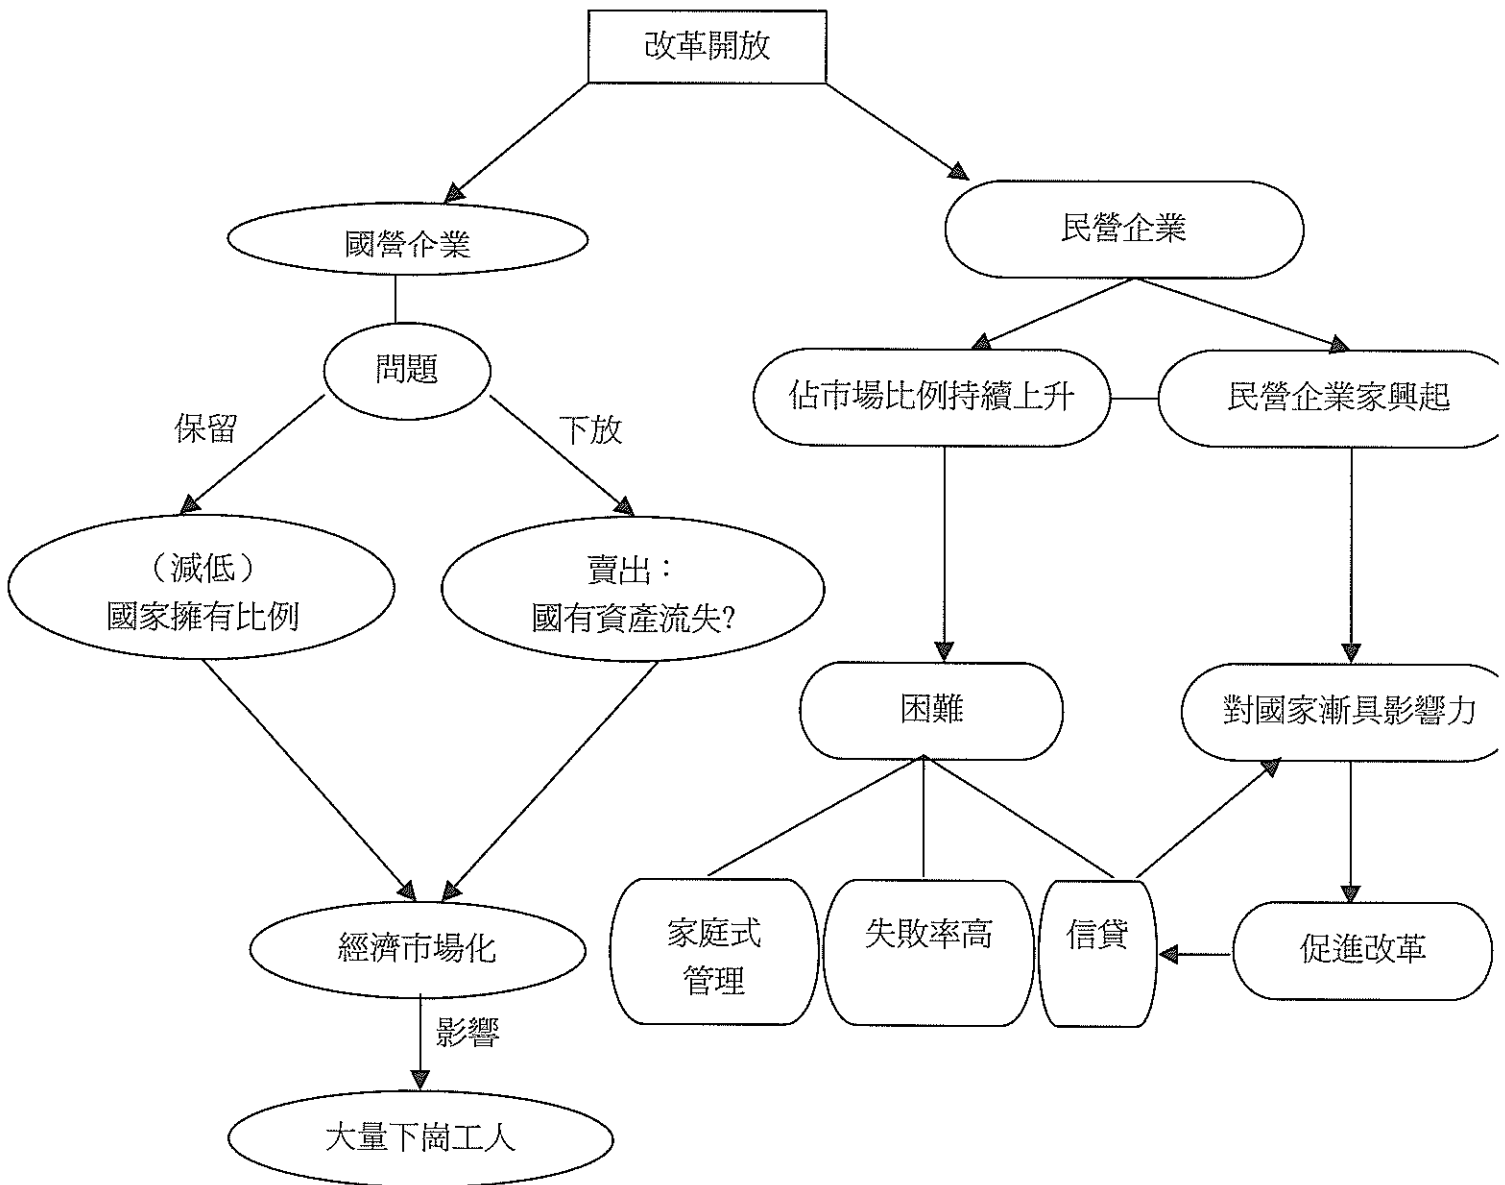 改革開放
國營企業
民營企業
問題
佔市場比例持續上升
民營企業家興起
保留
下放
（減低）
國家擁有比例
賣出：
國有資產流失?
困難
對國家漸具影響力
家庭式
管理
失敗率高
信貸
促進改革
經濟市場化
影響
大量下崗工人